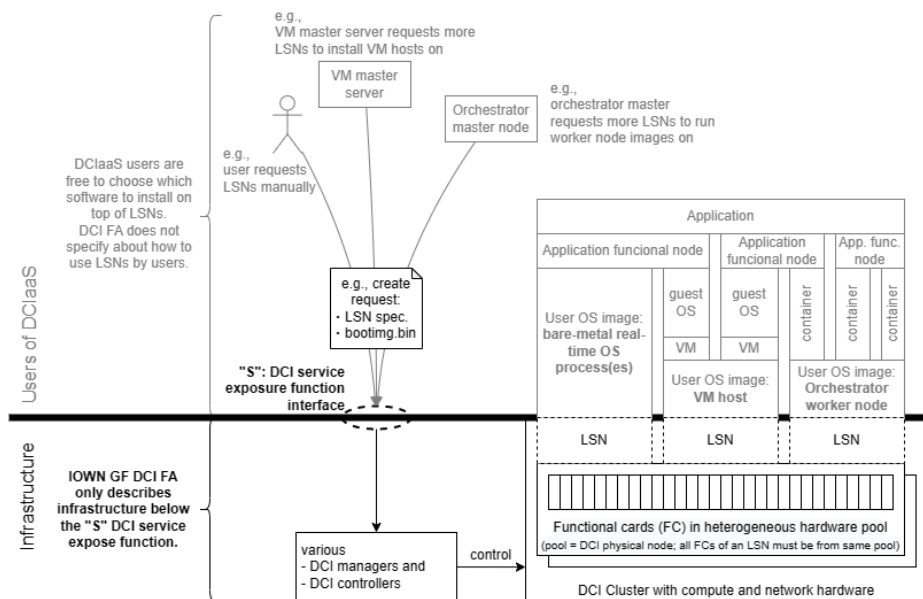 e.g.,
VM master server requests more
LSNs to install VM hosts on
VM master
server
Orchestrator
master node
e.g.,
orchestrator master
requests more LSNs to run
worker node images on
e.g.,
user requests
LSNs manually
DCIaaS users are
free to choose which
software to install on
top of LSNs.
DCI FA does not
specify about how to
use LSNs by users.
Users of DCIaaS
e.g., create
request:
· LSN spec.
· bootimg.bin
"S": DCI service
exposure function
interface
Application
Application funcional node
Application
funcional node
App. func.
node
User OS image:
bare-metal real-
time OS
process(es)
guest
OS
guest
OS
VM
VM
container
container
container
User OS image:
VM host
User OS image:
Orchestrator
worker node
LSN
LSN
LSN
Infrastructure
IOWN GF DCI FA
only describes
infrastructure below
the "S" DCI service
expose function.
various
- DCI managers and
- DCI controllers
control
Functional cards (FC) in heterogeneous hardware pool
(pool = DCI physical node; all FCs of an LSN must be from same pool)
DCI Cluster with compute and network hardware